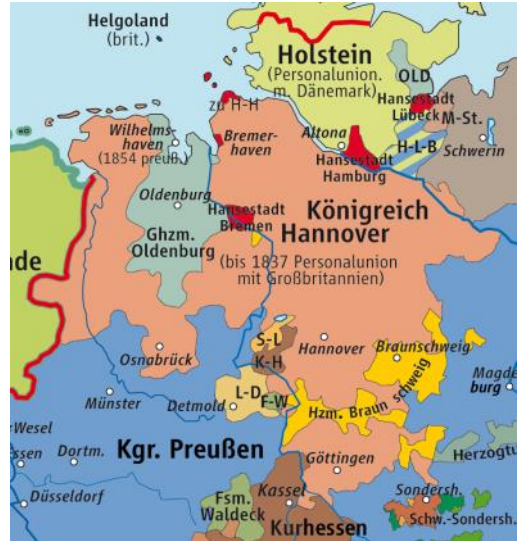 Helgoland
(brit.)
Holstein
(Personalunion.
m. Dänemark)
OLD
zu H-H
Hansestadt
Lübeck
M-St.
Wilhelms-
haven
(1854 preuß.)
Bremer-
haven
Altona
H-L-B
Schwerin
Hansestadt
Hamburg
Oldenburg
Hansestadt
Bremen
Königreich
Hannover
Ghzm.
Oldenburg
(bis 1837 Personalunion
mit Großbritannien)
nde
S-L
Hannover
Braunschweig
Osnabrück
K-H
Magde
burg
L-D
F-W
Münster
Detmold
Hzm. Braun schweig
Wesel
Kgr. Preußen
Göttingen
Herzogtu
ssen
Dortm.
Düsseldorf
Fsm.
Waldeck
Kassel
Sondersh.
Schw.-Sondersh.
Kurhessen